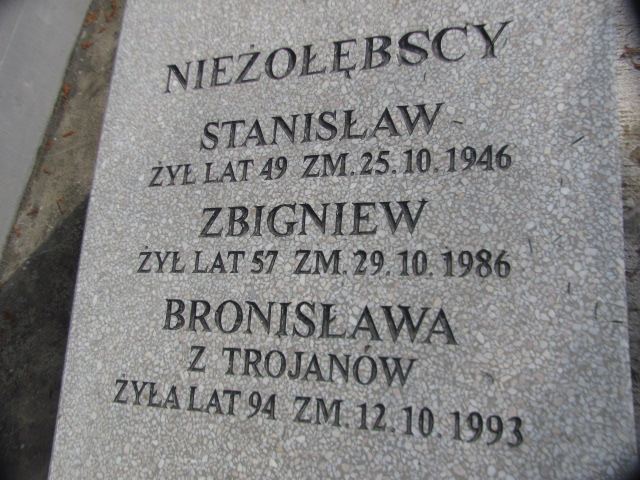 NIEŻOŁĘBSCY
STANISŁAW
ŻYŁ LAT 49 ZM. 25.10.1946
ZBIGNIEW
ŻYŁ LAT 57 ZM. 29.10.1986
BRONISŁAWA
Z TROJANÓW
ŻYŁA LAT 94 ZM. 12.10.1993